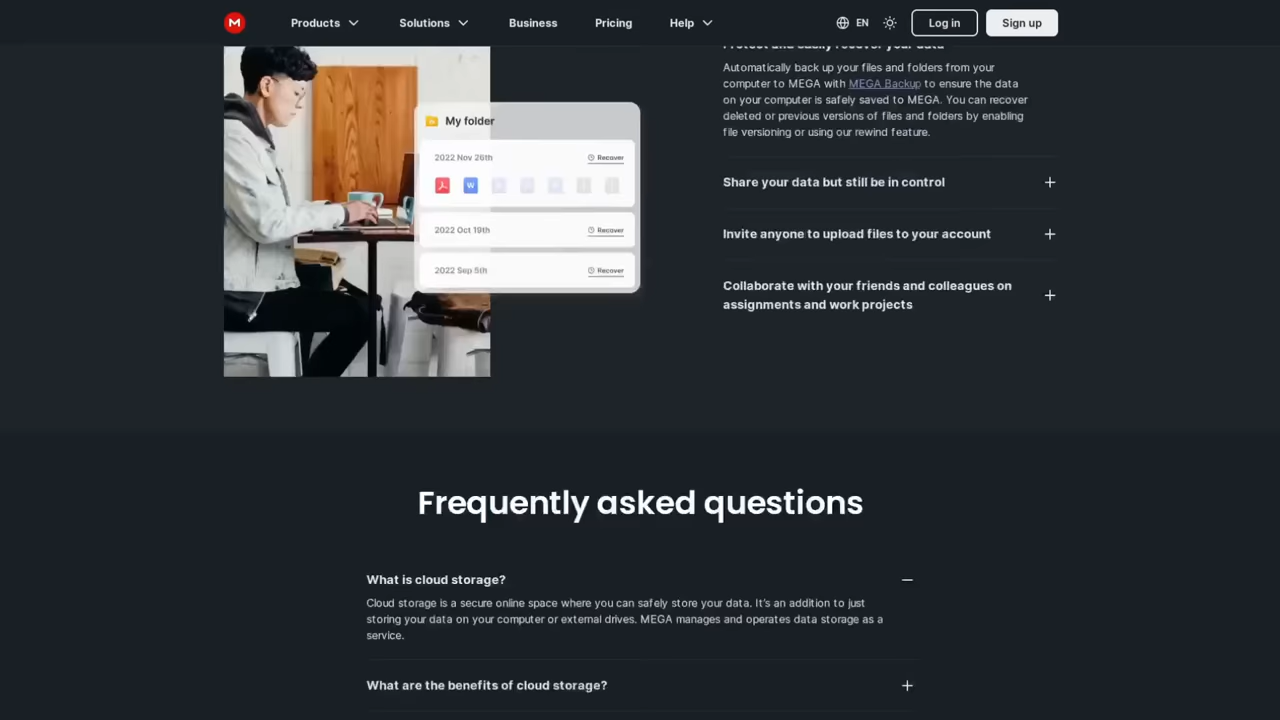 Products
Solutions
Business
Pricing
Help
EN
Log in
Sign up
Protect and easily recover your data
Automatically back up your files and folders from your
computer to MEGA with MEGA Backup to ensure the data
on your computer is safely saved to MEGA. You can recover
deleted or previous versions of files and folders by enabling
file versioning or using our rewind feature.
My folder
2022 Nov 26th
Recover
W
2022 Oct 19th
Recover
2022 Sep 5th
Recover
Share your data but still be in control
Invite anyone to upload files to your account
Collaborate with your friends and colleagues on
assignments and work projects
Frequently asked questions
What is cloud storage?
Cloud storage is a secure online space where you can safely store your data. It's an addition to just
storing your data on your computer or external drives. MEGA manages and operates data storage as a
service.
What are the benefits of cloud storage?